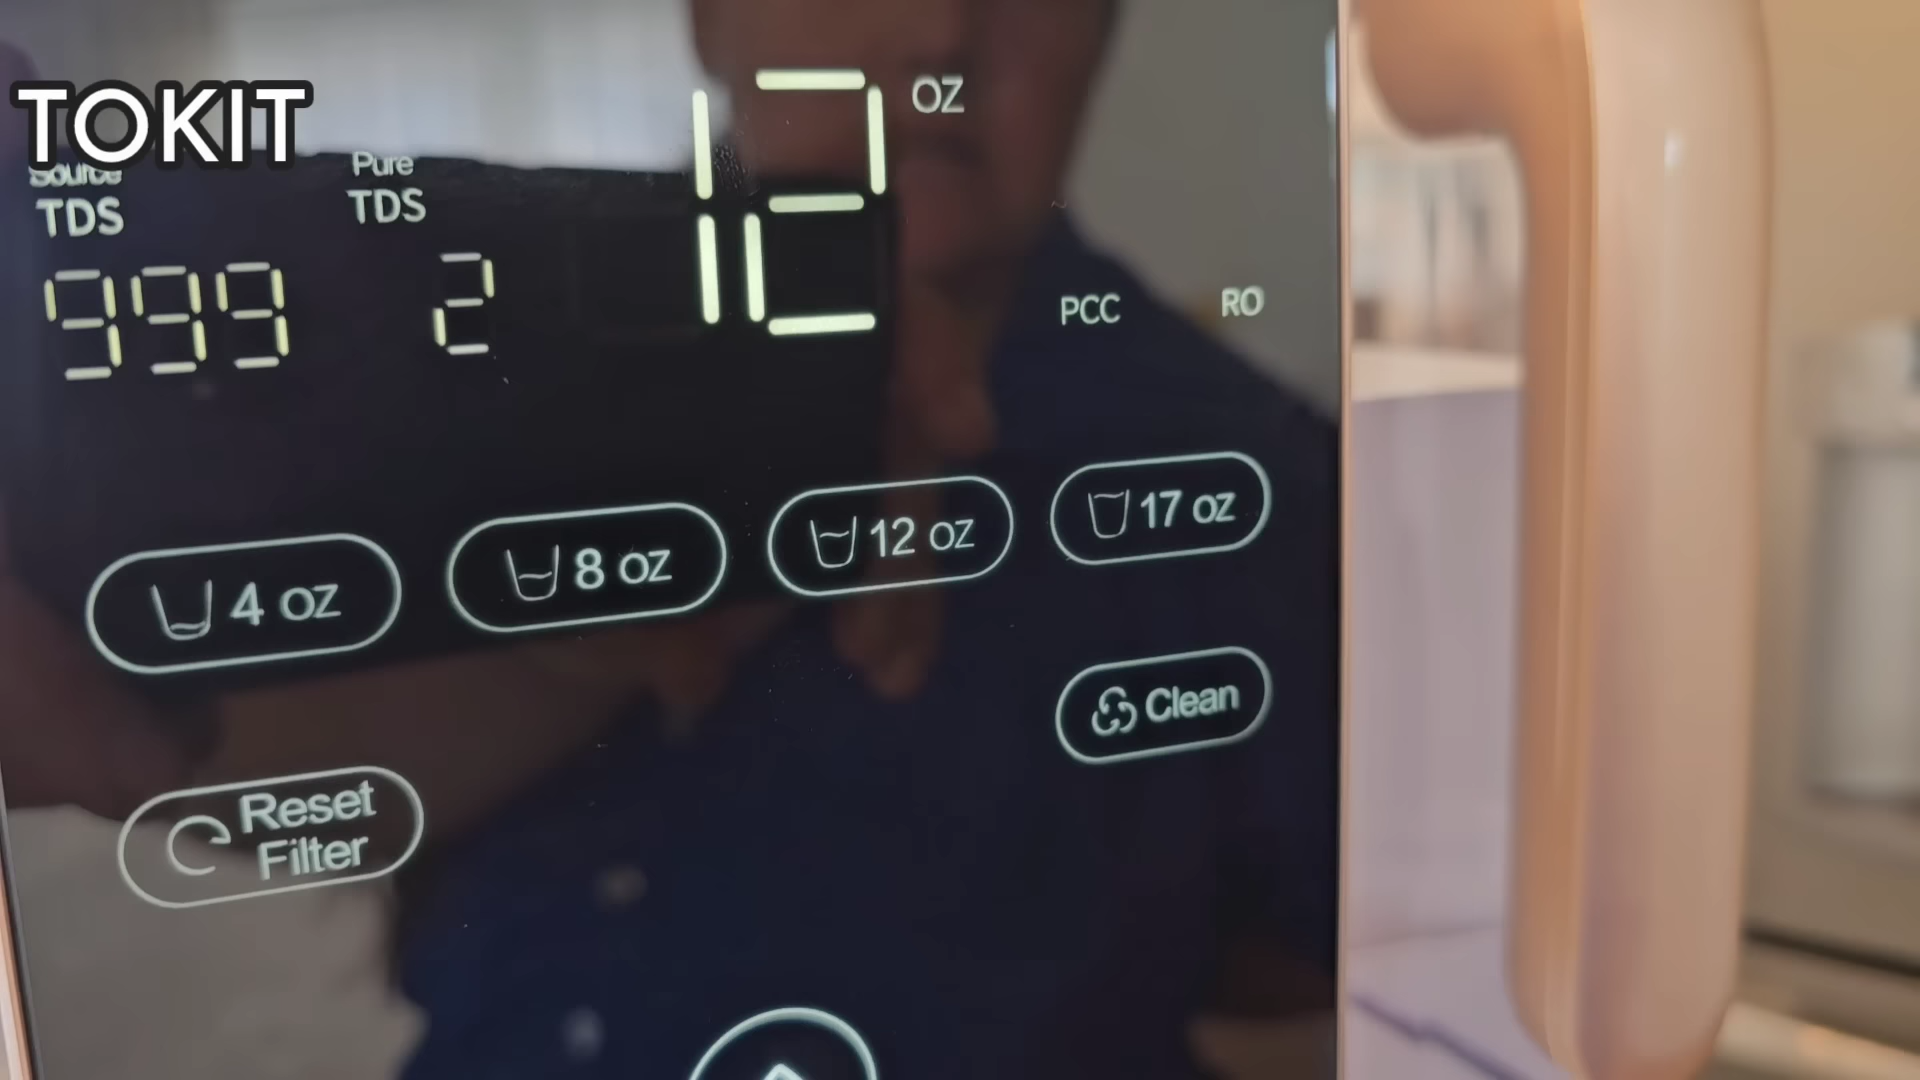 TOKIT
12 OZ
Source
TDS
Pure
TDS
999
2
PCC
RO
4 oz
8 oz
12 oz
17 oz
Clean
Reset
Filter